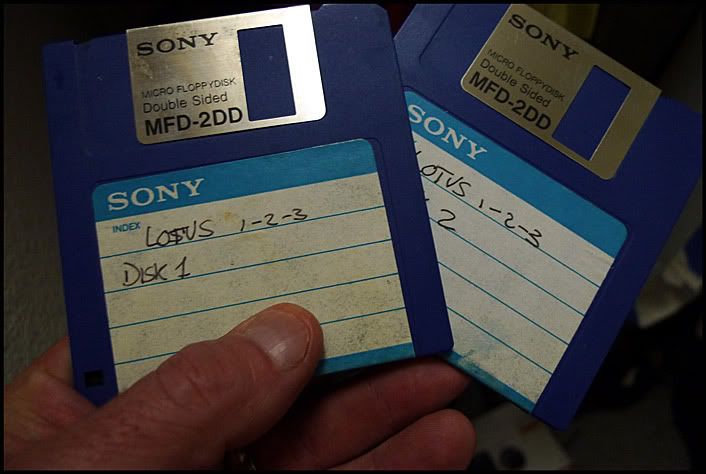 SONY
MICRO FLOPPYDISK
Double Sided
MFD-2DD
SONY
INDEX
LOTUS 1-2-3
DISK 1
SONY
MICRO FLOPPYDISK
Double Sided
MFD-2DD
SONY
LOTUS 1-2-3
2